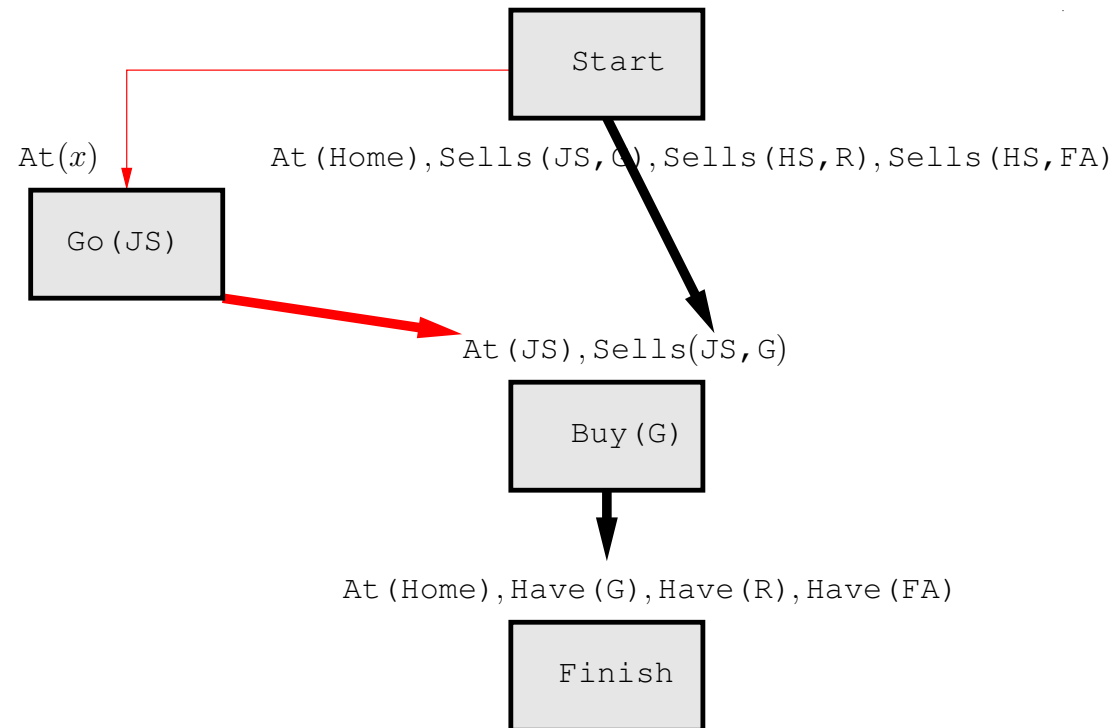 Start
At(x) At(Home),Sells(JS,G),Sells(HS,R),Sells(HS,FA)
Go(JS)
At(JS),Sells(JS,G)
Buy(G)
At(Home),Have(G),Have(R),Have(FA)
Finish